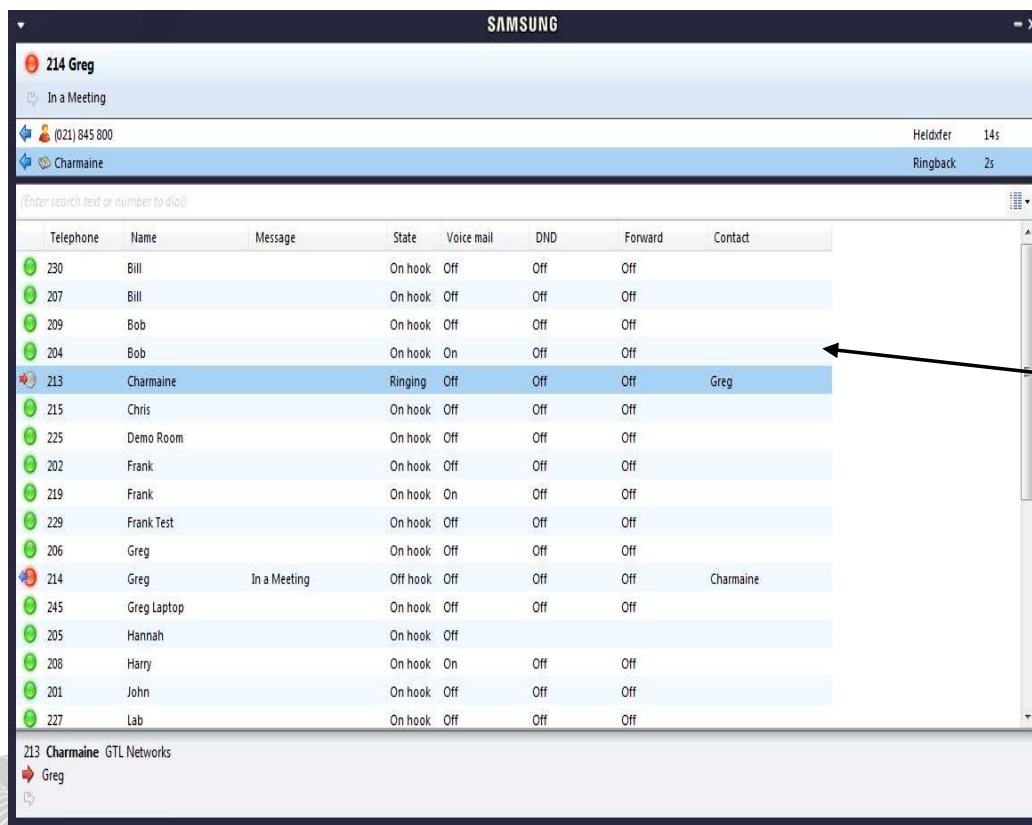 SAMSUNG
214 Greg
In a Meeting
(021) 845 800 Heldxfer 14s
Charmaine Ringback 2s
(Enter search text or number to dial)
Telephone Name Message State Voice mail DND Forward Contact
230 Bill On hook Off Off Off
207 Bill On hook Off Off Off
209 Bob On hook Off Off Off
204 Bob On hook On Off Off
213 Charmaine Ringing Off Off Off Greg
215 Chris On hook Off Off Off
225 Demo Room On hook Off Off Off
202 Frank On hook Off Off Off
219 Frank On hook On Off Off
229 Frank Test On hook Off Off Off
206 Greg On hook Off Off Off
214 Greg In a Meeting Off hook Off Off Off Charmaine
245 Greg Laptop On hook Off Off Off
205 Hannah On hook Off
208 Harry On hook On Off Off
201 John On hook Off Off Off
227 Lab On hook Off Off Off
213 Charmaine GTL Networks
Greg